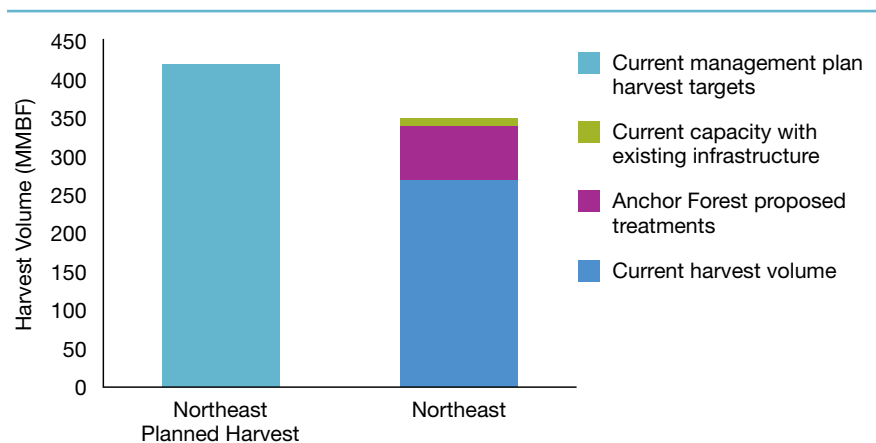 Harvest Volume (MMBF)
450
400
350
300
250
200
150
100
50
0
Northeast
Planned Harvest
Northeast
Current management plan
harvest targets
Current capacity with
existing infrastructure
Anchor Forest proposed
treatments
Current harvest volume